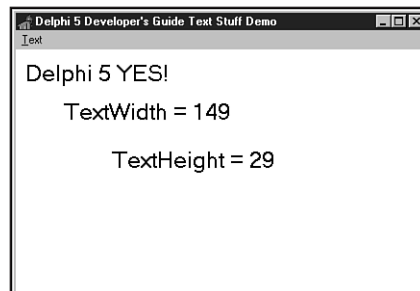 Delphi 5 Developer's Guide Text Stuff Demo
Text
Delphi 5 YES!
TextWidth = 149
TextHeight = 29